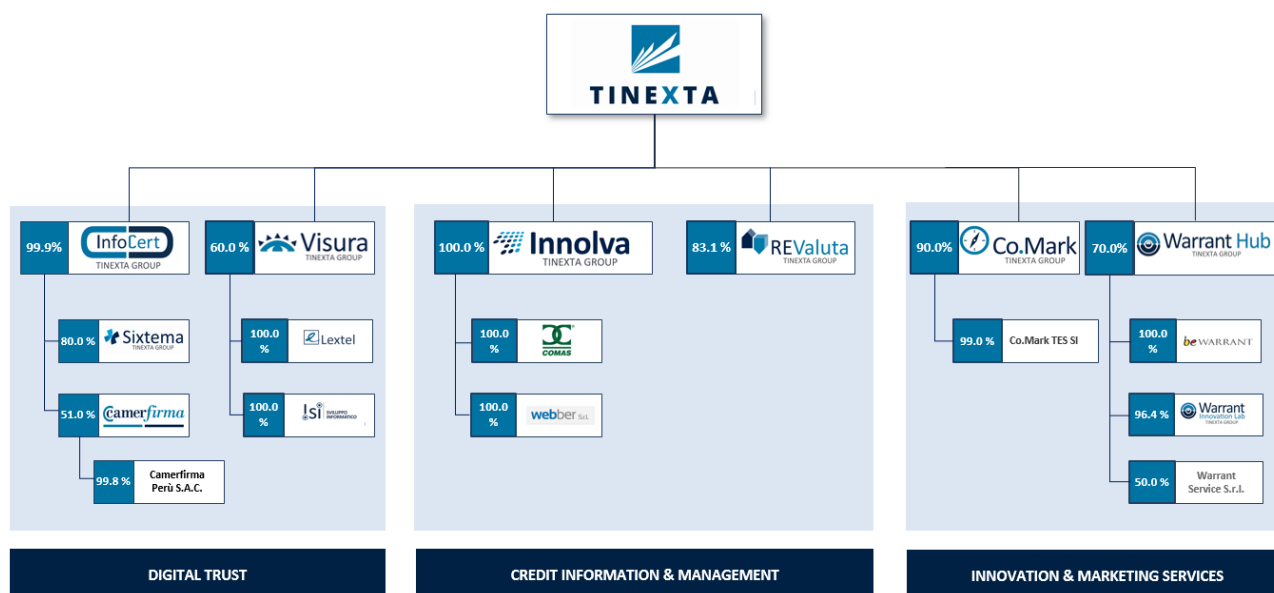 TINEXTA
99.9%
InfoCert
TINEXTA GROUP
60.0 %
Visura
TINEXTA GROUP
100.0 %
Innolva
TINEXTA GROUP
83.1 %
REValuta
TINEXTA GROUP
90.0%
Co.Mark
TINEXTA GROUP
70.0%
Warrant Hub
TINEXTA GROUP
80.0 %
Sixtema
TINEXTA GROUP
100.0
%
Lextel
100.0
%
COMAS
99.0 %
Co.Mark TES Sl
100.0
%
be WARRANT
51.0 %
Camerfirma
100.0
%
Isi
SVILUPPO
INFORMATICO
100.0
%
webber S.r.l.
96.4 %
Warrant
Innovation Lab
TINEXTA GROUP
99.8 %
Camerfirma
Perù S.A.C.
50.0 %
Warrant
Service S.r.l.
DIGITAL TRUST
CREDIT INFORMATION & MANAGEMENT
INNOVATION & MARKETING SERVICES